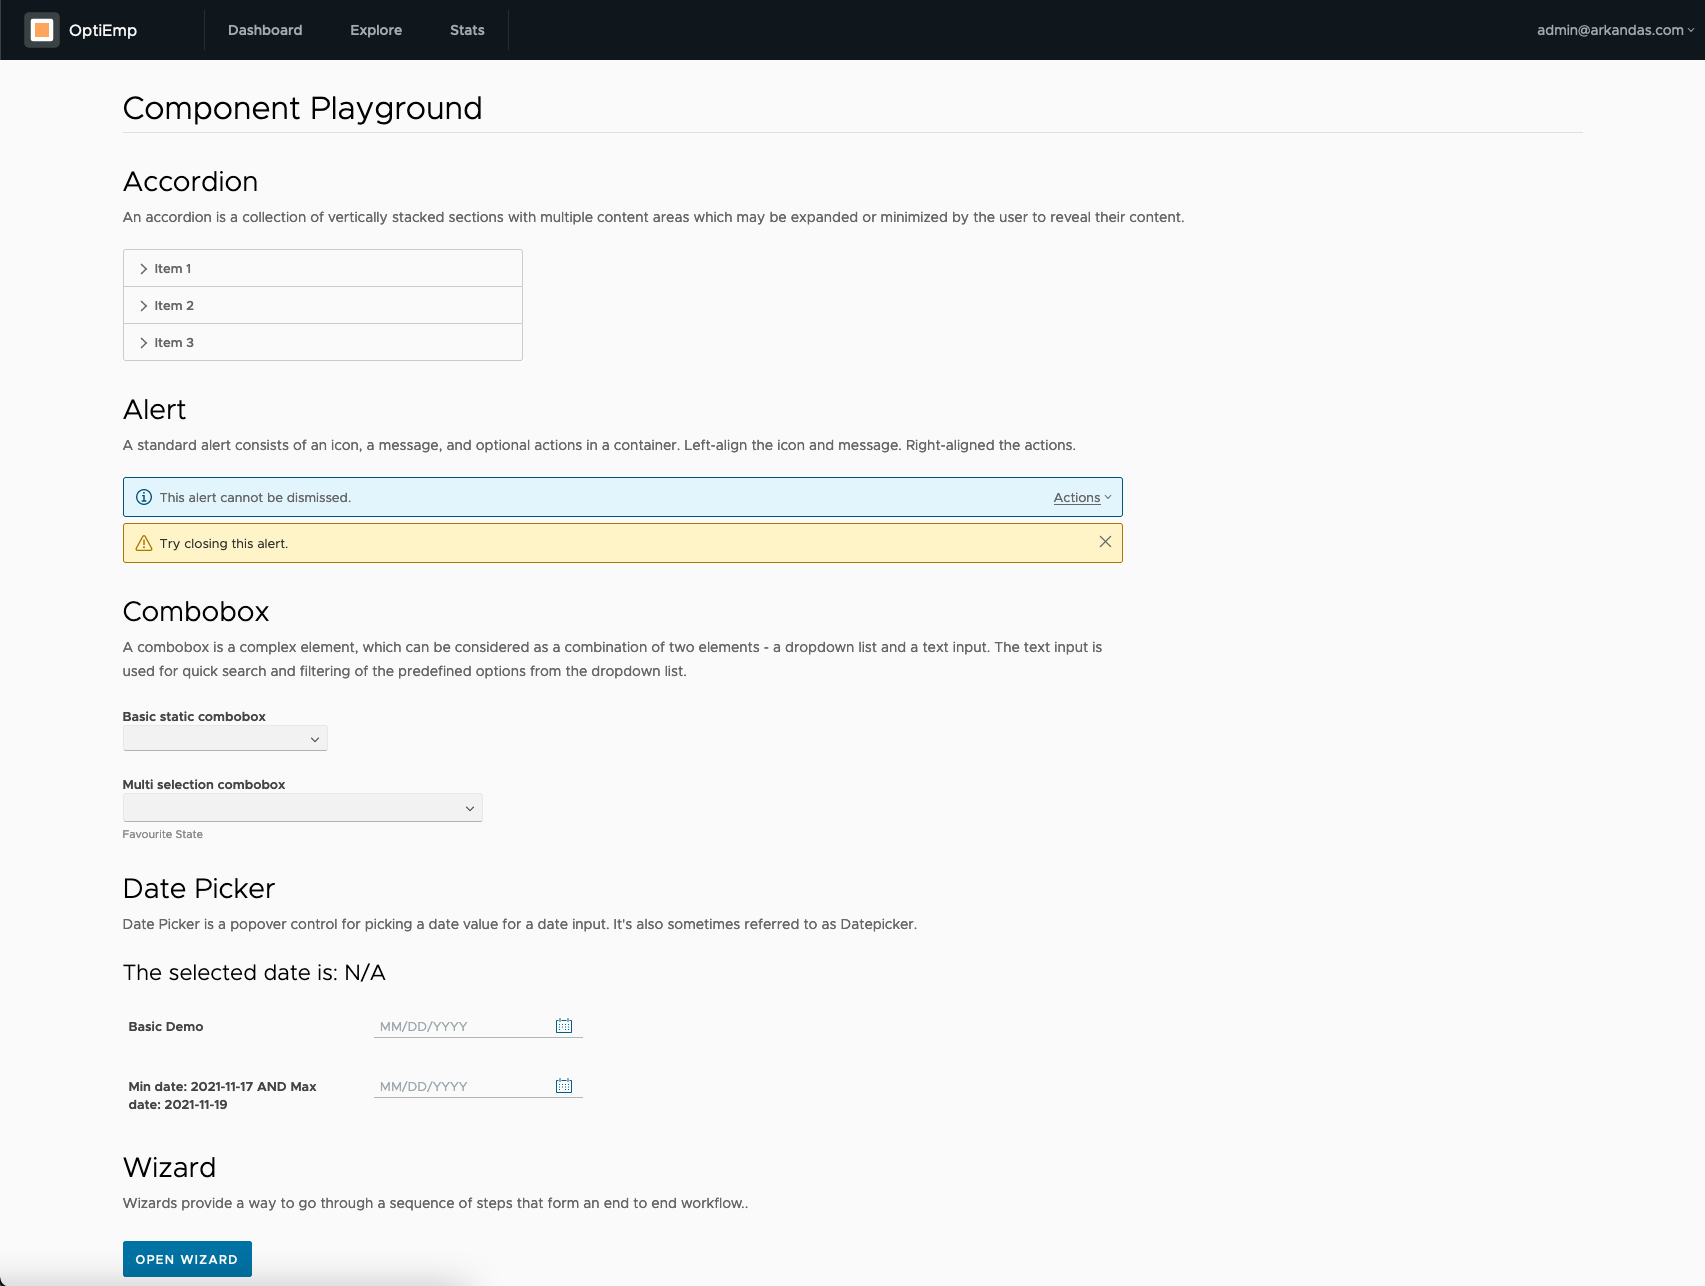 OptiEmp
Dashboard
Explore
Stats
admin@arkandas.com
Component Playground
Accordion
An accordion is a collection of vertically stacked sections with multiple content areas which may be expanded or minimized by the user to reveal their content.
Item 1
Item 2
Item 3
Alert
A standard alert consists of an icon, a message, and optional actions in a container. Left-align the icon and message. Right-aligned the actions.
This alert cannot be dismissed.
Actions
Try closing this alert.
Combobox
A combobox is a complex element, which can be considered as a combination of two elements - a dropdown list and a text input. The text input is
used for quick search and filtering of the predefined options from the dropdown list.
Basic static combobox
Multi selection combobox
Favourite State
Date Picker
Date Picker is a popover control for picking a date value for a date input. It's also sometimes referred to as Datepicker.
The selected date is: N/A
Basic Demo
MM/DD/YYYY
Min date: 2021-11-17 AND Max
date: 2021-11-19
MM/DD/YYYY
Wizard
Wizards provide a way to go through a sequence of steps that form an end to end workflow..
OPEN WIZARD